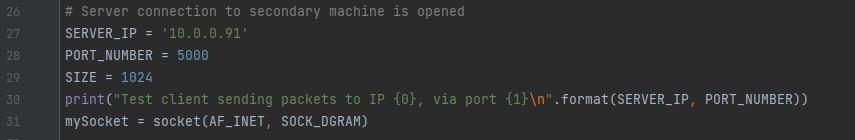 26 # Server connection to secondary machine is opened
27 SERVER_IP = '10.0.0.91'
28 PORT_NUMBER = 5000
29 SIZE = 1024
30 print("Test client sending packets to IP {0}, via port {1}\n".format(SERVER_IP, PORT_NUMBER))
31 mySocket = socket(AF_INET, SOCK_DGRAM)